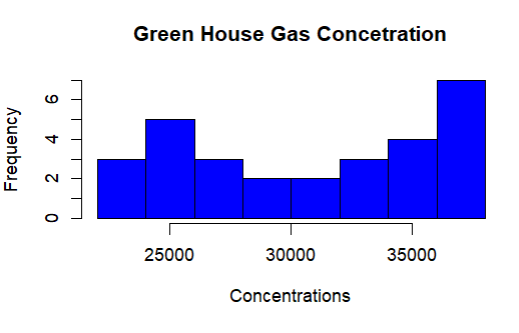 Green House Gas Concetration
Frequency
6
4
2
0
25000 30000 35000
Concentrations